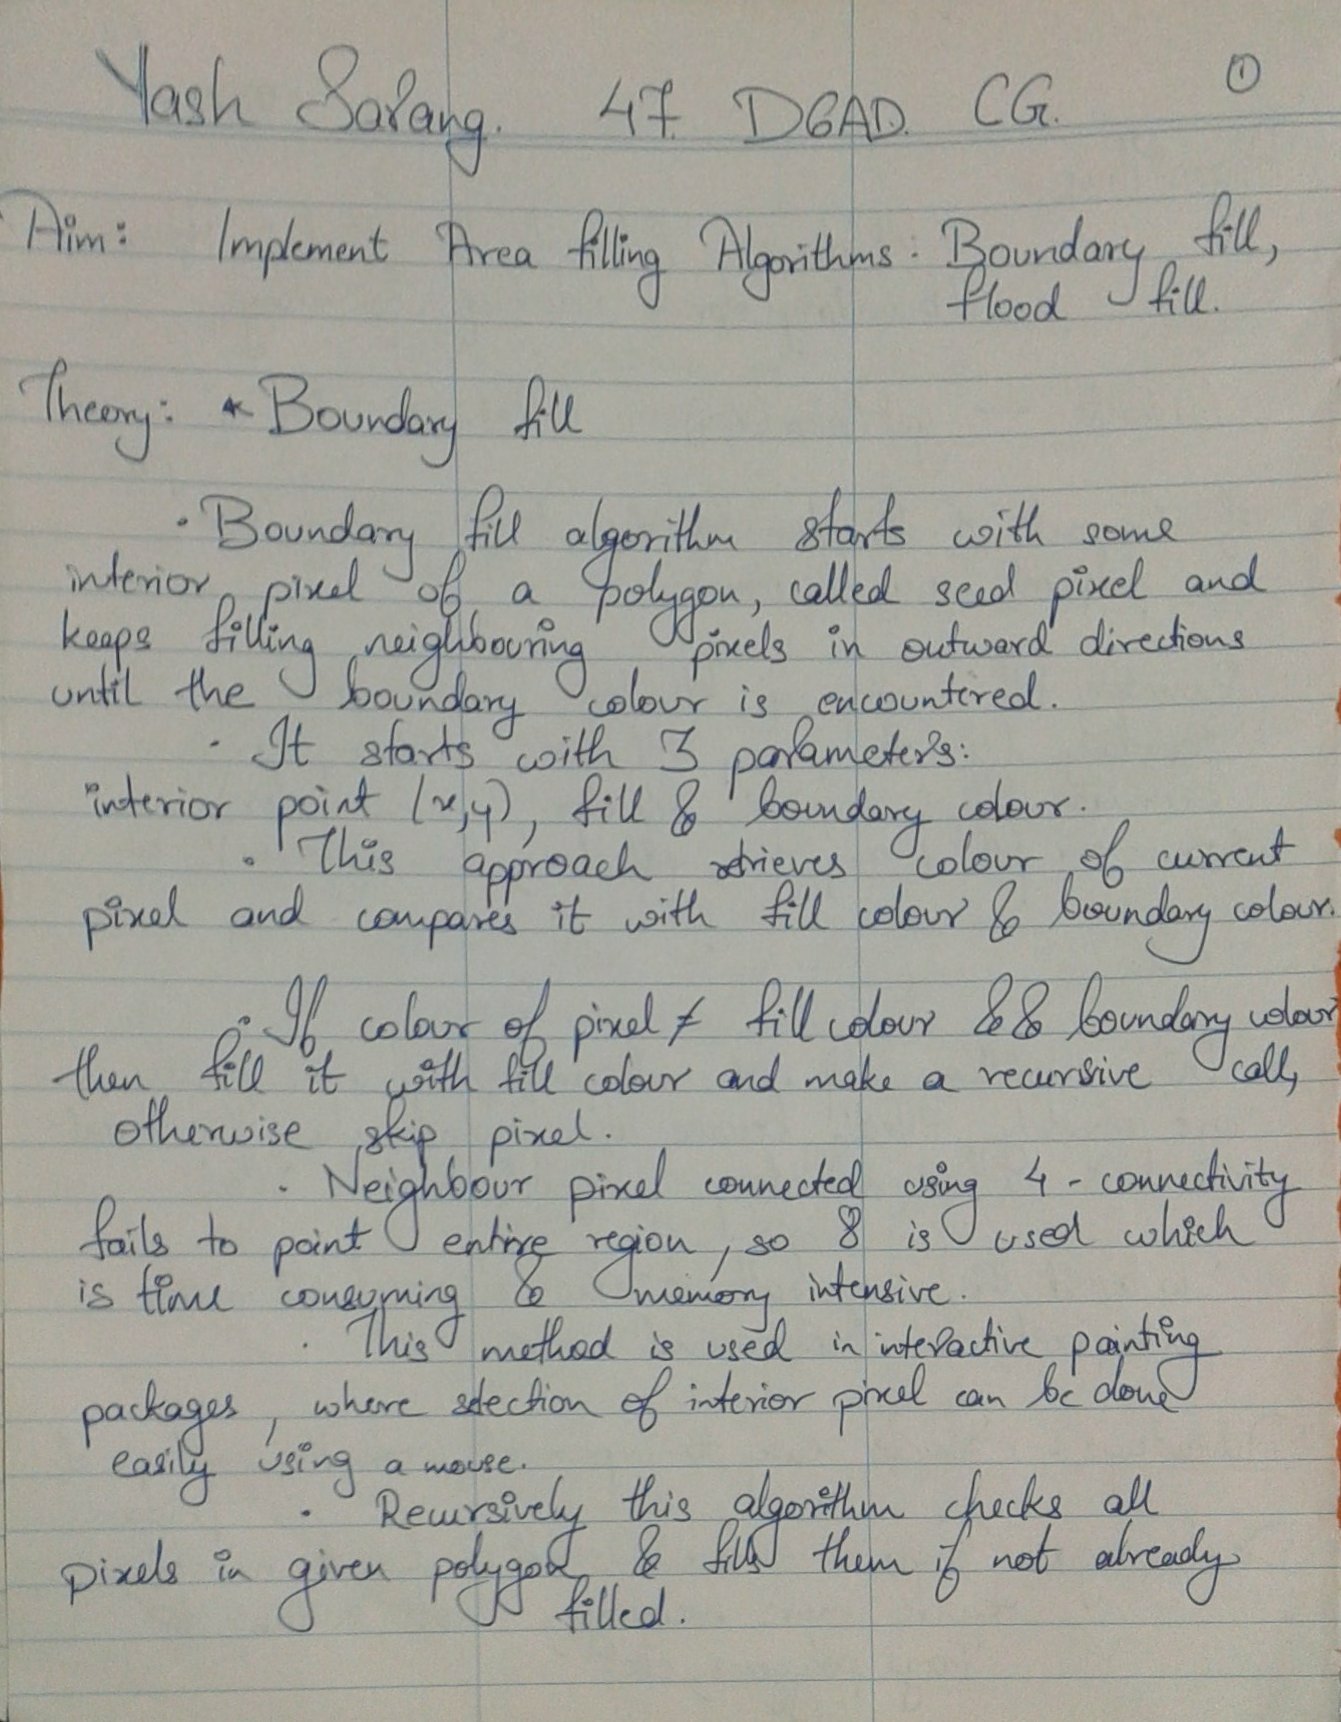 Yash Sarang. 47 D6AD. CG. 1
Aim: Implement Area filling Algorithms: Boundary fill,
flood fill.
Theory: * Boundary fill
· Boundary fill algorithm starts with some
interior pixel of a polygon, called seed pixel and
keeps filling neighbouring pixels in outward directions
until the boundary colour is encountered.
· It starts with 3 parameters:
interior point (x,y), fill & boundary colour.
· This approach retrieves colour of current
pixel and compares it with fill colour & boundary colour.
· If colour of pixel ≠ fill colour && boundary colour
then fill it with fill colour and make a recursive call,
otherwise skip pixel.
· Neighbour pixel connected using 4 - connectivity
fails to paint entire region, so 8 is used which
is time consuming & memory intensive.
· This method is used in interactive painting
packages, where selection of interior pixel can be done
easily using a mouse.
· Recursively this algorithm checks all
pixels in given polygon & fills them if not already
filled.